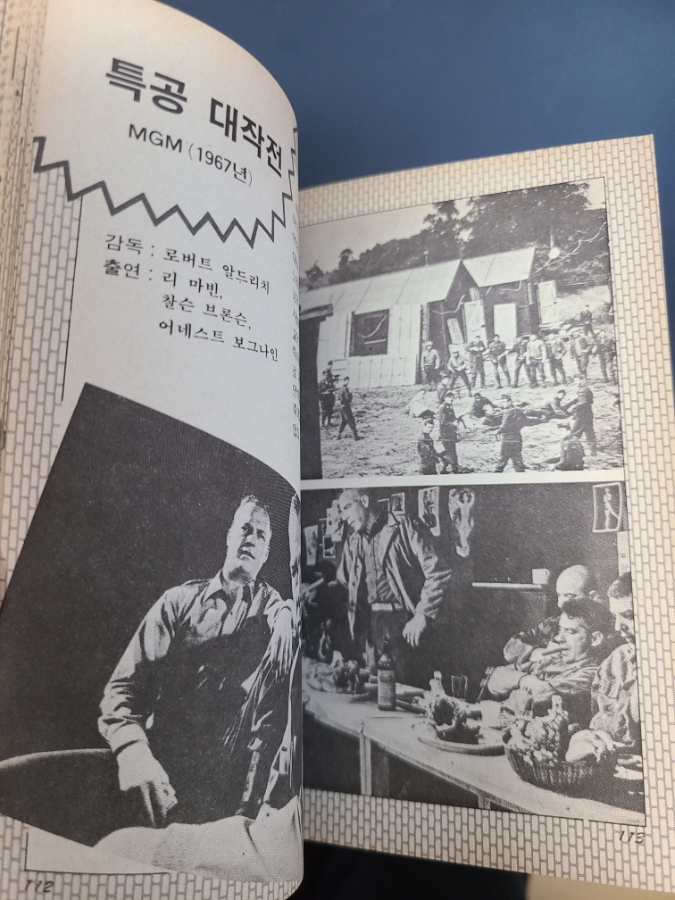 특공 대작전
MGM (1967년)
감독 : 로버트 알드리치
출연 : 리 마빈,
찰슨 브론슨,
어네스트 보그나인
112
113